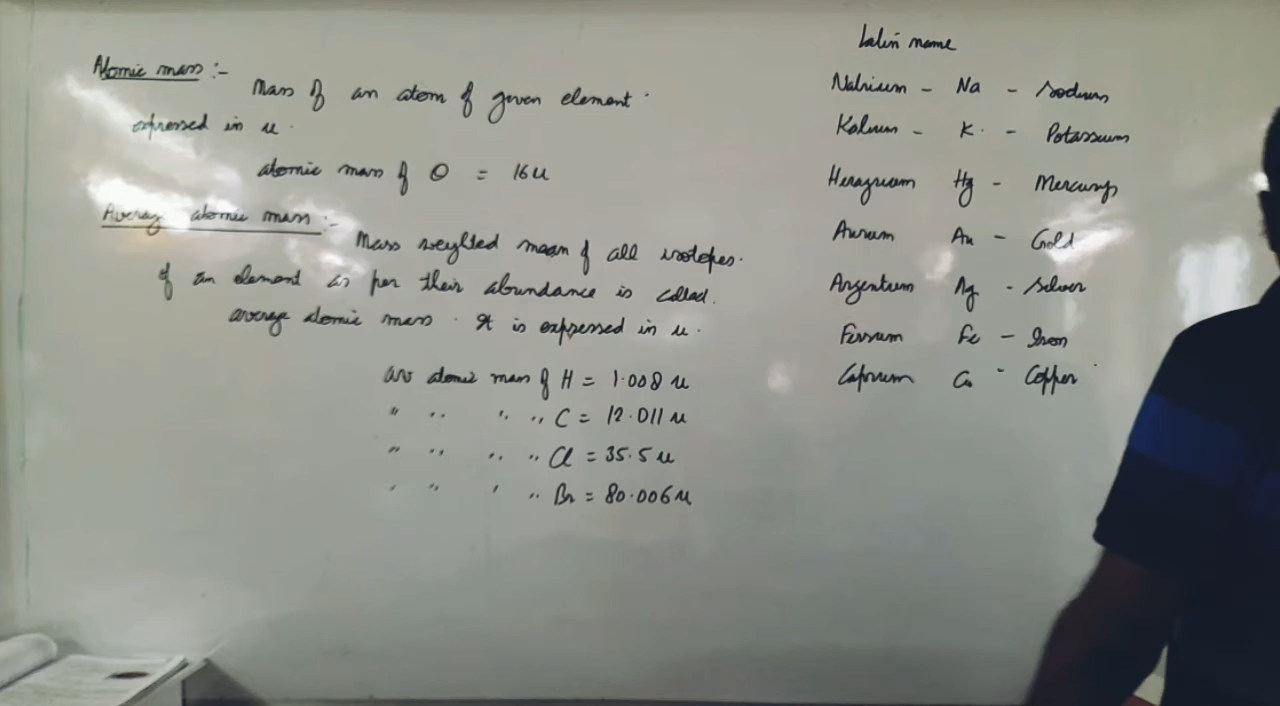 Atomic mass :-
Mass of an atom of given element
expressed in u.
atomic mass of O = 16u
Average atomic mass :-
Mass weighted mean of all isotopes.
of an element as per their abundance is called.
average atomic mass. It is expressed in u.
av atomic mass of H = 1.008 u
" " " " C = 12.011 u
" " " " Cl = 35.5 u
" " " " Br = 80.006 u
Latin name
Natrium - Na - Sodium
Kalium - K. - Potassium
Hg - Mercury
Aurum Au - Gold
Argentum Ag - Silver
Ferrum Fe - Iron
Cu - Copper